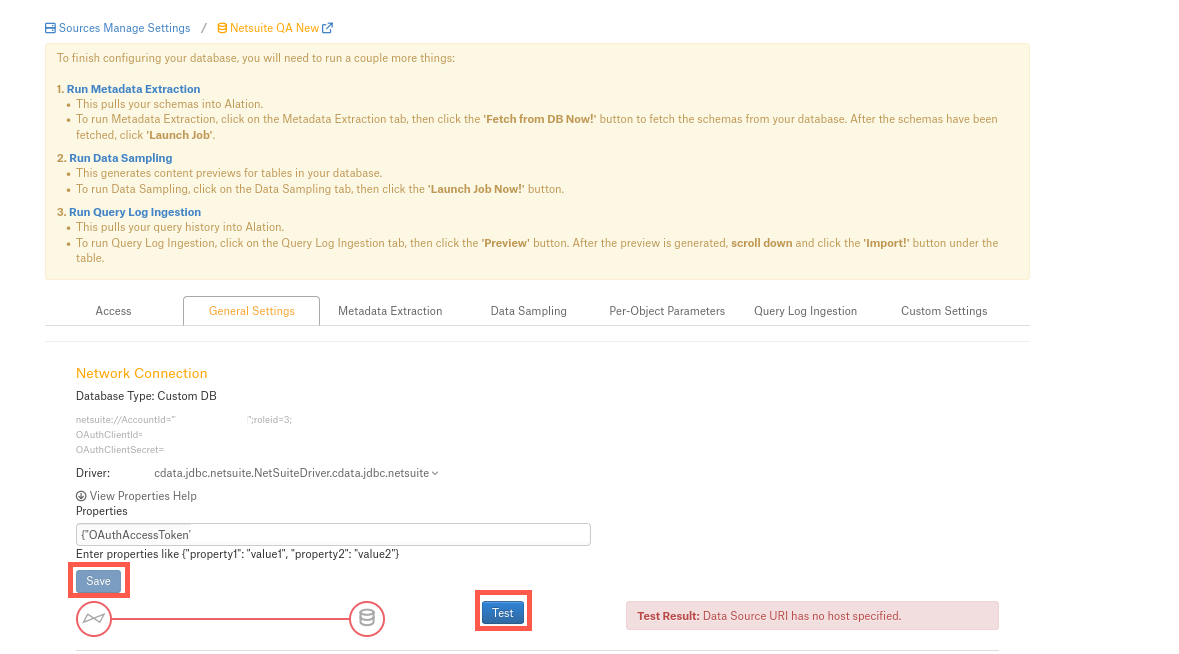 Sources Manage Settings / Netsuite QA New
To finish configuring your database, you will need to run a couple more things:
1. Run Metadata Extraction
• This pulls your schemas into Alation.
• To run Metadata Extraction, click on the Metadata Extraction tab, then click the 'Fetch from DB Now!' button to fetch the schemas from your database. After the schemas have been
fetched, click 'Launch Job'.
2. Run Data Sampling
• This generates content previews for tables in your database.
• To run Data Sampling, click on the Data Sampling tab, then click the 'Launch Job Now!' button.
3. Run Query Log Ingestion
• This pulls your query history into Alation.
• To run Query Log Ingestion, click on the Query Log Ingestion tab, then click the 'Preview' button. After the preview is generated, scroll down and click the 'Import!' button under the
table.
Access General Settings Metadata Extraction Data Sampling Per-Object Parameters Query Log Ingestion Custom Settings
Network Connection
Database Type: Custom DB
netsuite://AccountId=" ";roleid=3;
OAuthClientId=
OAuthClientSecret=
Driver: cdata.jdbc.netsuite.NetSuiteDriver.cdata.jdbc.netsuite
View Properties Help
Properties
{"OAuthAccessToken'
Enter properties like {"property1": "value1", "property2": "value2"}
Save
Test
Test Result: Data Source URI has no host specified.